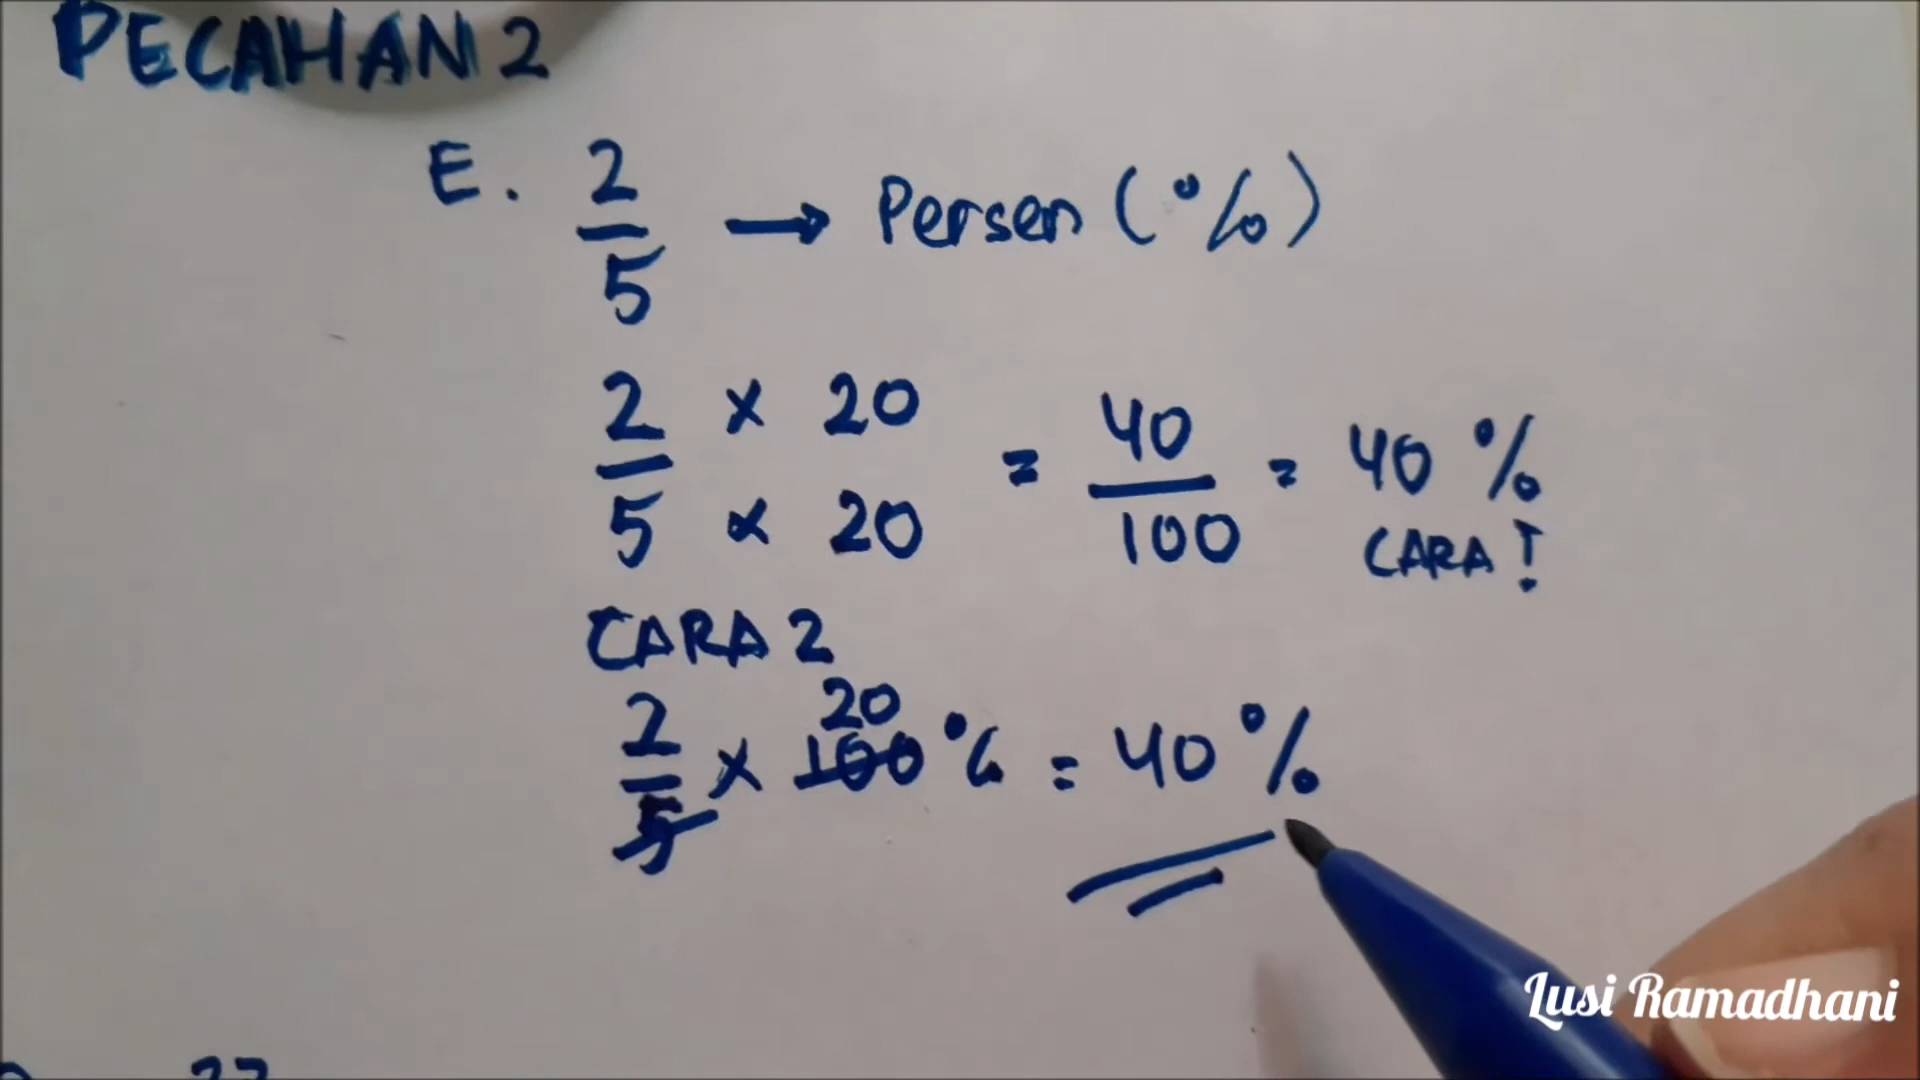 PECAHAN 2
E. 2/5 → Persen (%)
2 × 20 / 5 × 20 = 40/100 = 40 %
CARA 1
CARA 2
2/5 × 100 % = 40 %
20
Lusi Ramadhani